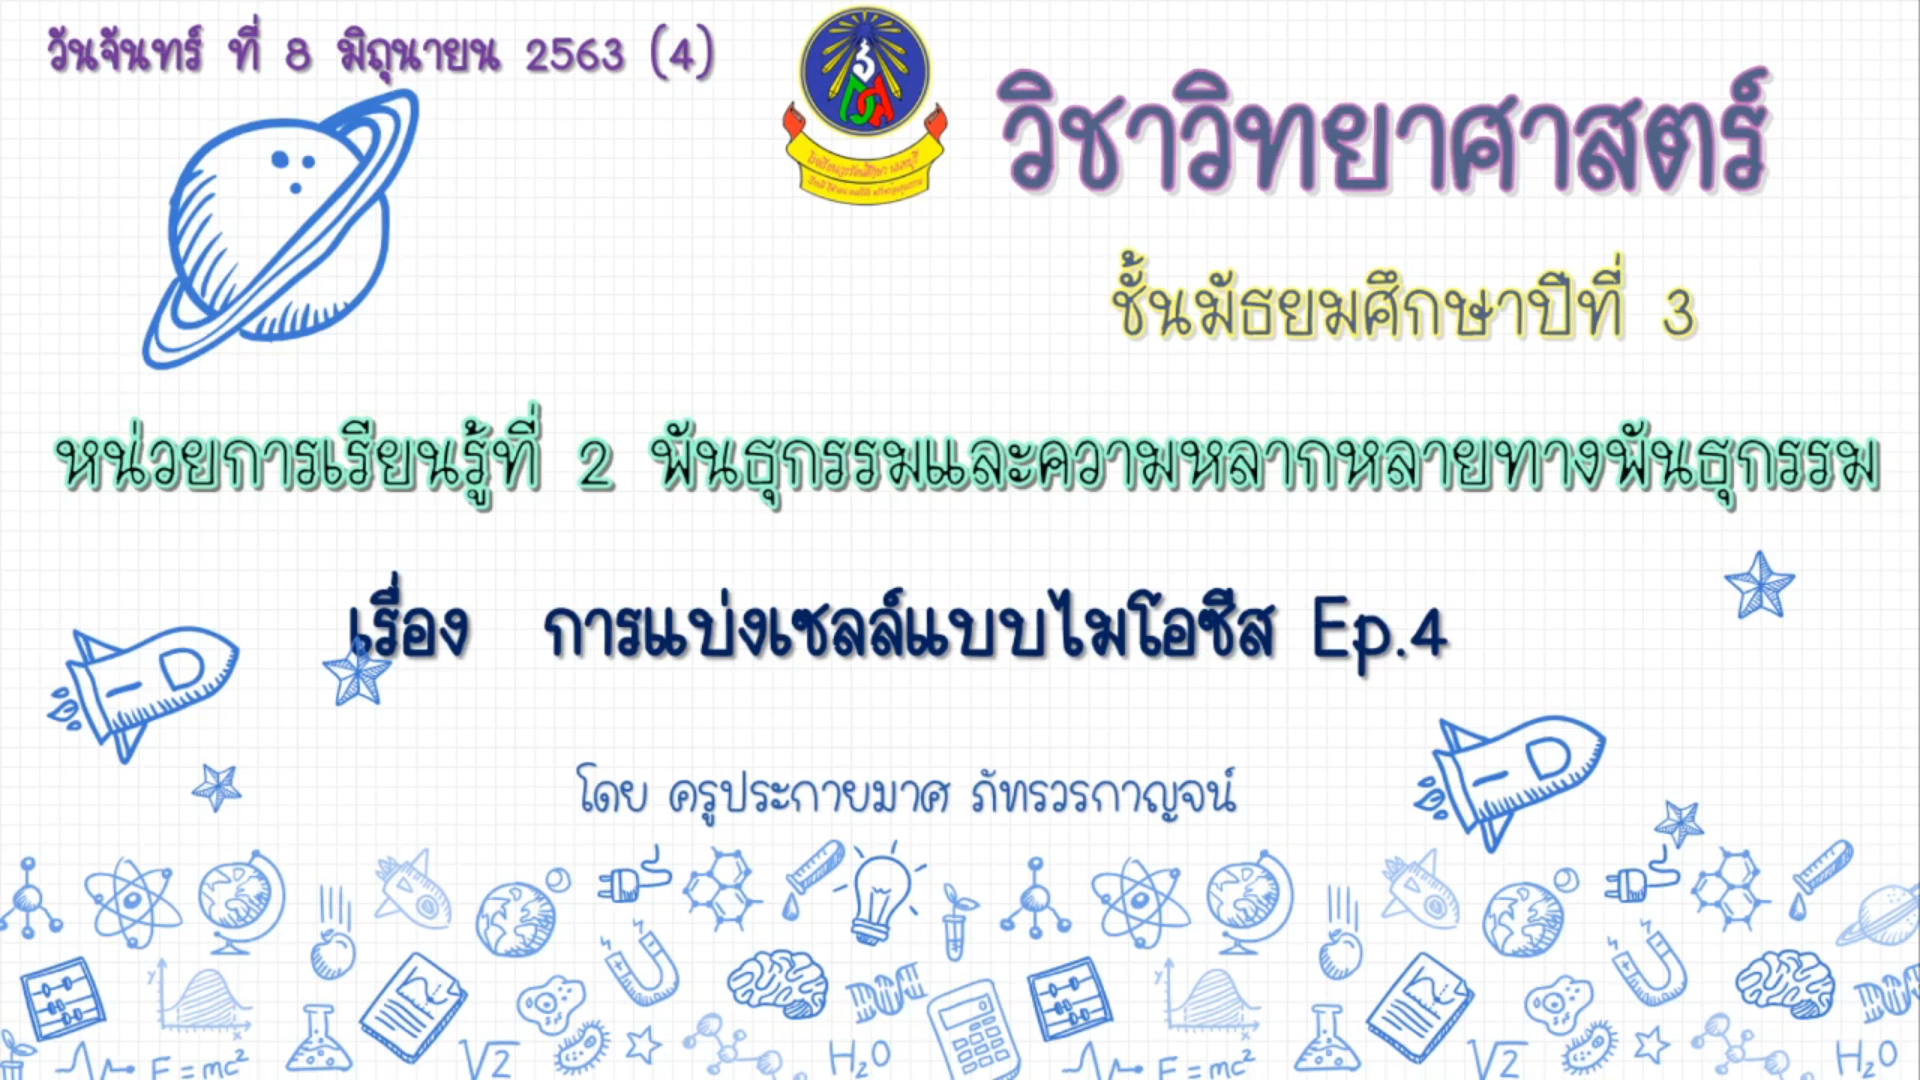 วันจันทร์ ที่ 8 มิถุนายน 2563 (4)
วิชาวิทยาศาสตร์
ชั้นมัธยมศึกษาปีที่ 3
หน่วยการเรียนรู้ที่ 2 พันธุกรรมและความหลากหลายทางพันธุกรรม
เรื่อง การแบ่งเซลล์แบบไมโอซีส Ep.4
โดย ครูประกายมาศ ภัทรวรกาญจน์
y x
y x
E=mc²
√2
H₂O
E=mc²
√2
H₂O